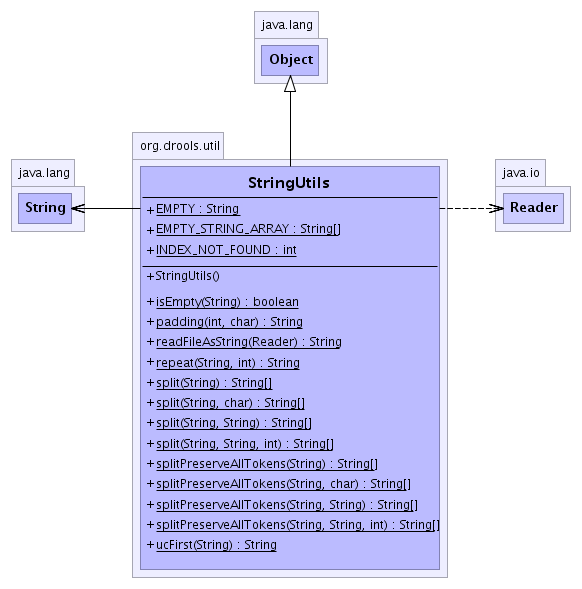 java.lang
Object
org.drools.util
java.lang
String
java.io
Reader
StringUtils
+ EMPTY : String
+ EMPTY_STRING_ARRAY : String[]
+ INDEX_NOT_FOUND : int
+ StringUtils()
+ isEmpty(String) : boolean
+ padding(int, char) : String
+ readFileAsString(Reader) : String
+ repeat(String, int) : String
+ split(String) : String[]
+ split(String, char) : String[]
+ split(String, String) : String[]
+ split(String, String, int) : String[]
+ splitPreserveAllTokens(String) : String[]
+ splitPreserveAllTokens(String, char) : String[]
+ splitPreserveAllTokens(String, String) : String[]
+ splitPreserveAllTokens(String, String, int) : String[]
+ ucFirst(String) : String